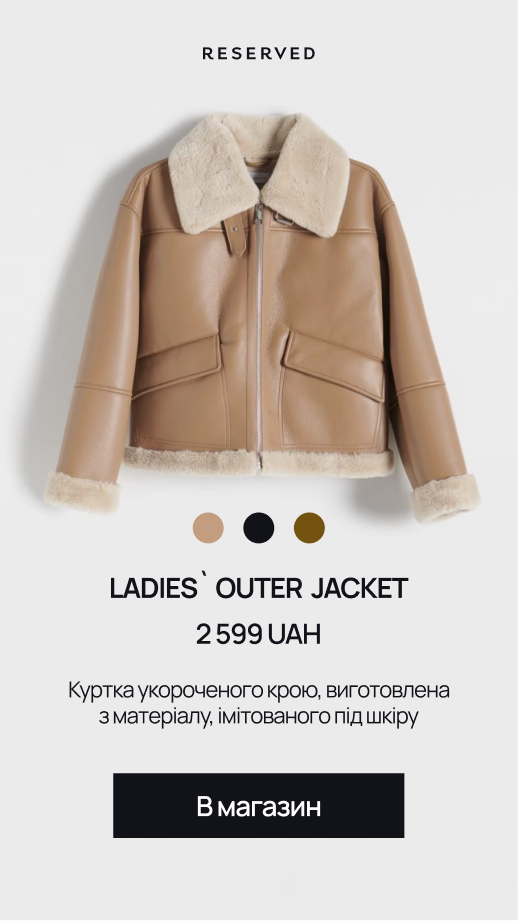 RESERVED
LADIES` OUTER JACKET
2 599 UAH
Куртка укороченого крою, виготовлена
з матеріалу, імітованого під шкіру
В магазин